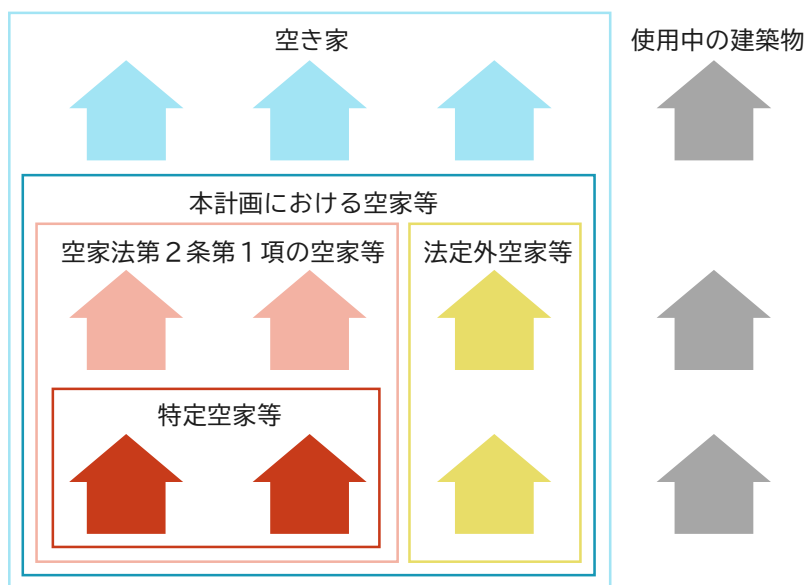 空き家
使用中の建築物
本計画における空家等
空家法第２条第１項の空家等
法定外空家等
特定空家等